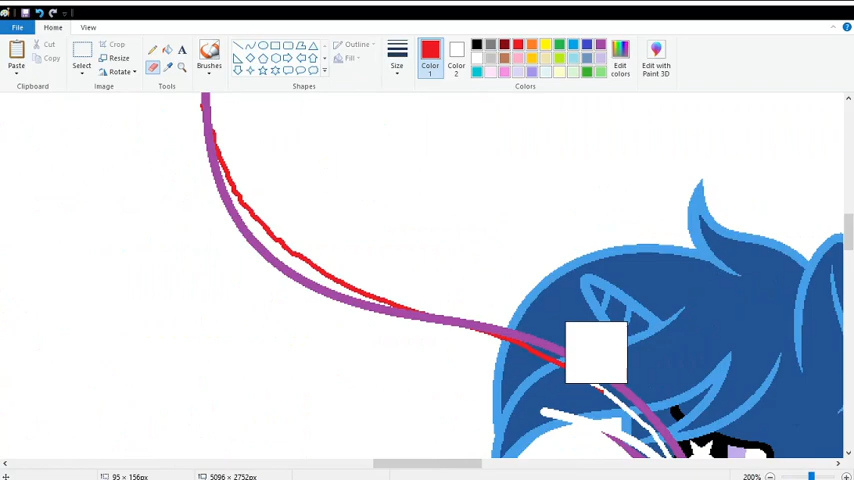 File Home View
Paste Cut Copy
Clipboard
Select Crop Resize Rotate
Image
A
Tools
Brushes
Shapes
Outline Fill
Size
Color 1
Color 2
Edit colors
Colors
Edit with Paint 3D
95 × 156px
5096 × 2752px
200%